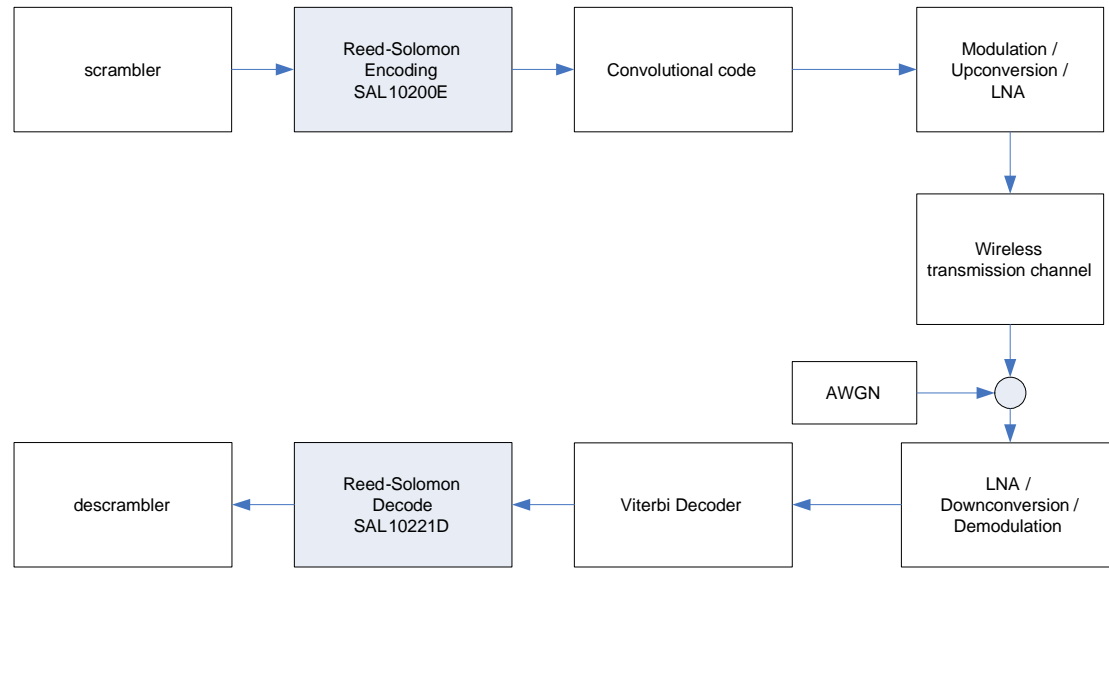 scrambler
Reed-Solomon
Encoding
SAL10200E
Convolutional code
Modulation /
Upconversion /
LNA
Wireless
transmission channel
AWGN
LNA /
Downconversion /
Demodulation
Viterbi Decoder
Reed-Solomon
Decode
SAL10221D
descrambler